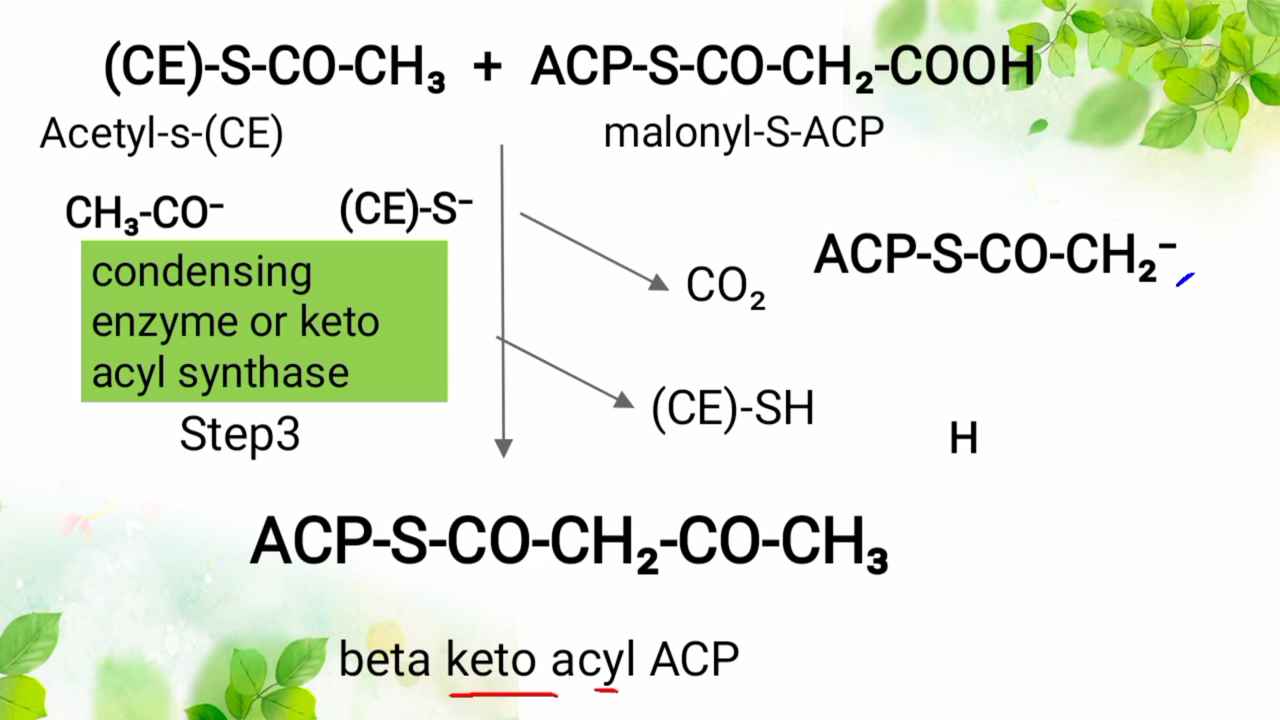 (CE)-S-CO-CH₃ + ACP-S-CO-CH₂-COOH
Acetyl-s-(CE) malonyl-S-ACP
CH₃-CO⁻ (CE)-S⁻
ACP-S-CO-CH₂⁻
condensing
enzyme or keto
acyl synthase
CO₂
(CE)-SH
Step3
H
ACP-S-CO-CH₂-CO-CH₃
beta keto acyl ACP